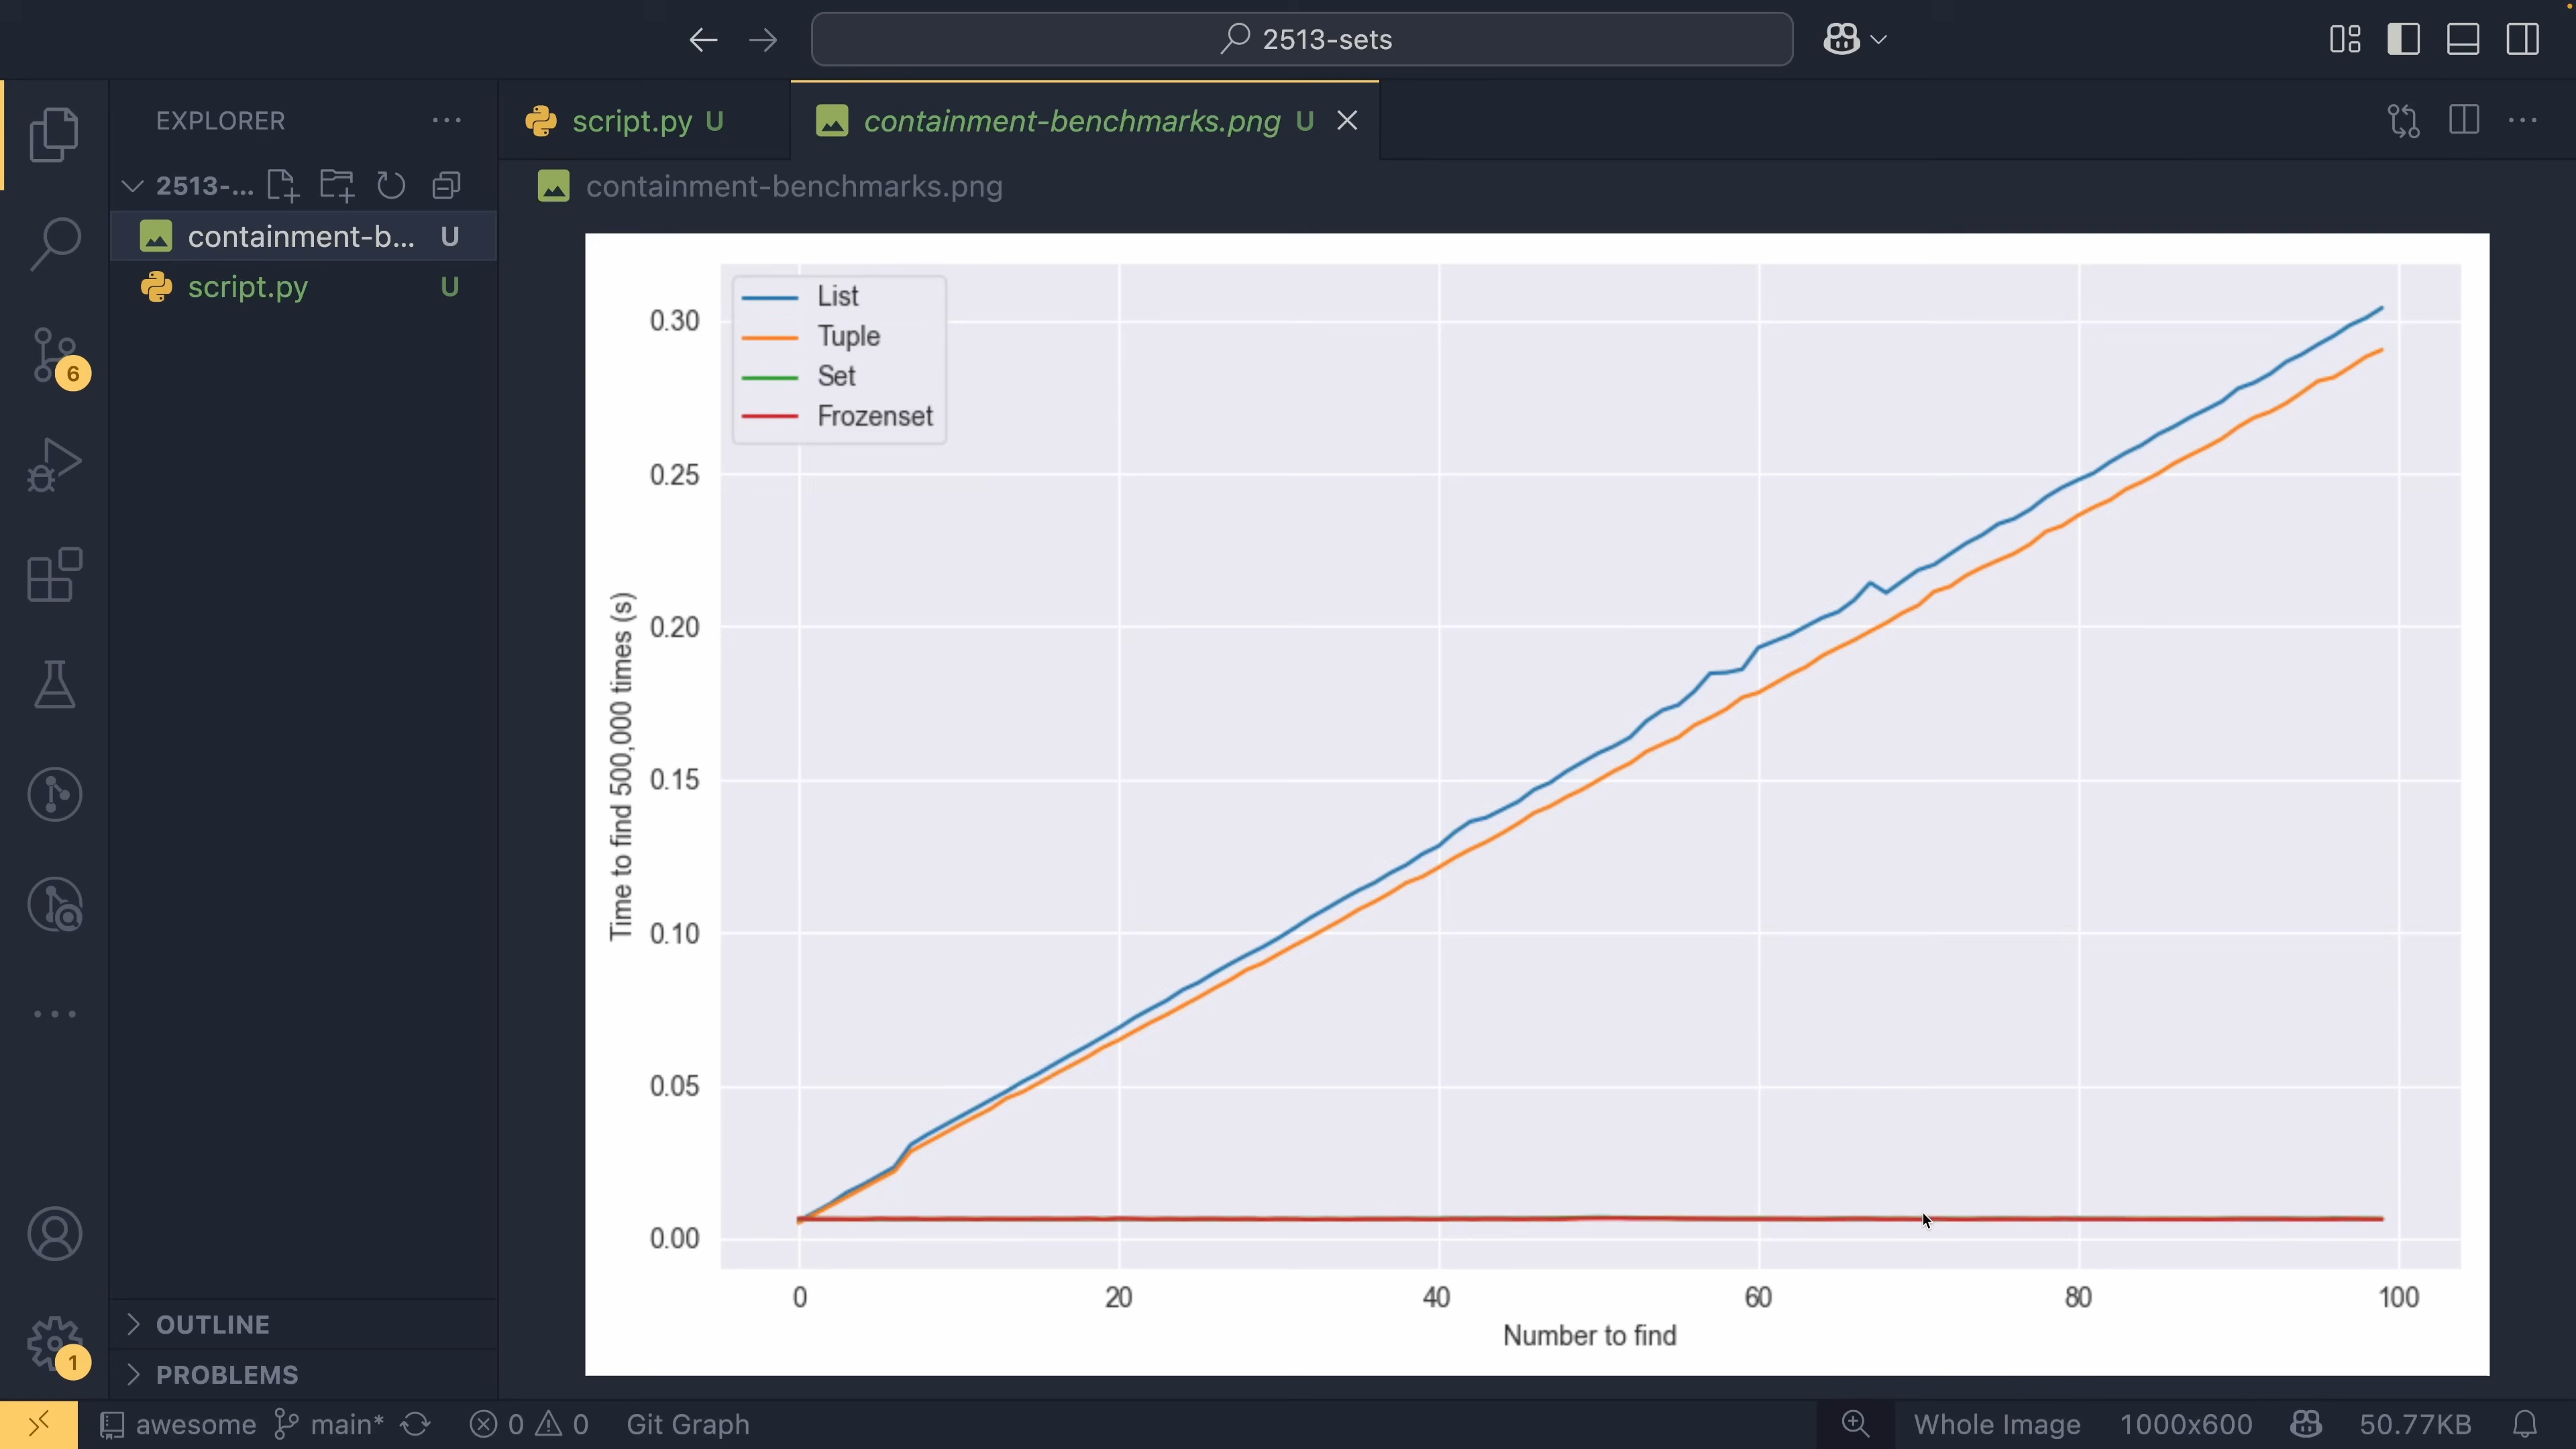 2513-sets
EXPLORER
script.py U
containment-benchmarks.png U
2513-...
containment-benchmarks.png
containment-b... U
script.py U
6
List
Tuple
Set
Frozenset
0.30
0.25
0.20
0.15
0.10
0.05
0.00
Time to find 500,000 times (s)
0 20 40 60 80 100
Number to find
OUTLINE
1
PROBLEMS
awesome main* 0 0 Git Graph Whole Image 1000x600 50.77KB